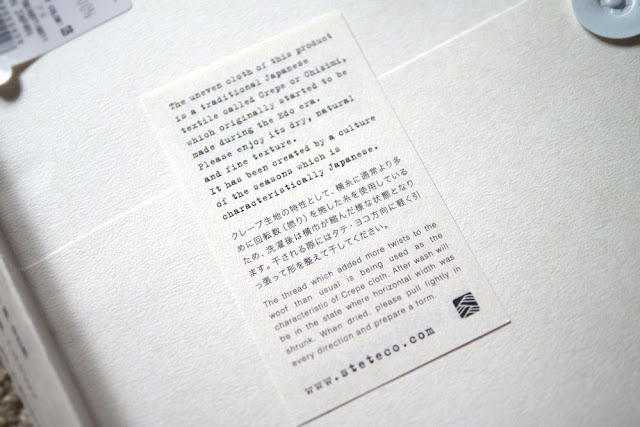 The uneven cloth of this product
is a traditional Japanese
textile called Crepe or Chisimi,
which originally started to be
made during the Edo era.
Please enjoy its dry, natural
and fine texture.
It has been created by a culture
of the seasons which is
characteristically Japanese.
クレープ生地の特性として、横糸に通常より多
めに回転数（撚り）を施した糸を使用している
ため、洗濯後は横巾が縮んだ様な状態となり
ます。干される際にはタテ・ヨコ方向に軽く引
っ張って形を整えて干してください。
The thread which added more twists to the
woof than usual is being used as the
characteristic of Crepe cloth. After wash will
be in the state where horizontal width was
shrunk. When dried, please pull lightly in
every direction and prepare a form.
www.steteco.com